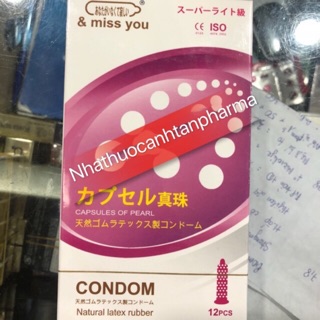 & miss you
スーパーライト級
CE ISO
Nhathuocanhtanpharma
カプセル真珠
CAPSULES OF PEARL
天然ゴムラテックス製コンドーム
CONDOM
天然ゴムラテックス製コンドーム
Natural latex rubber
12PCS